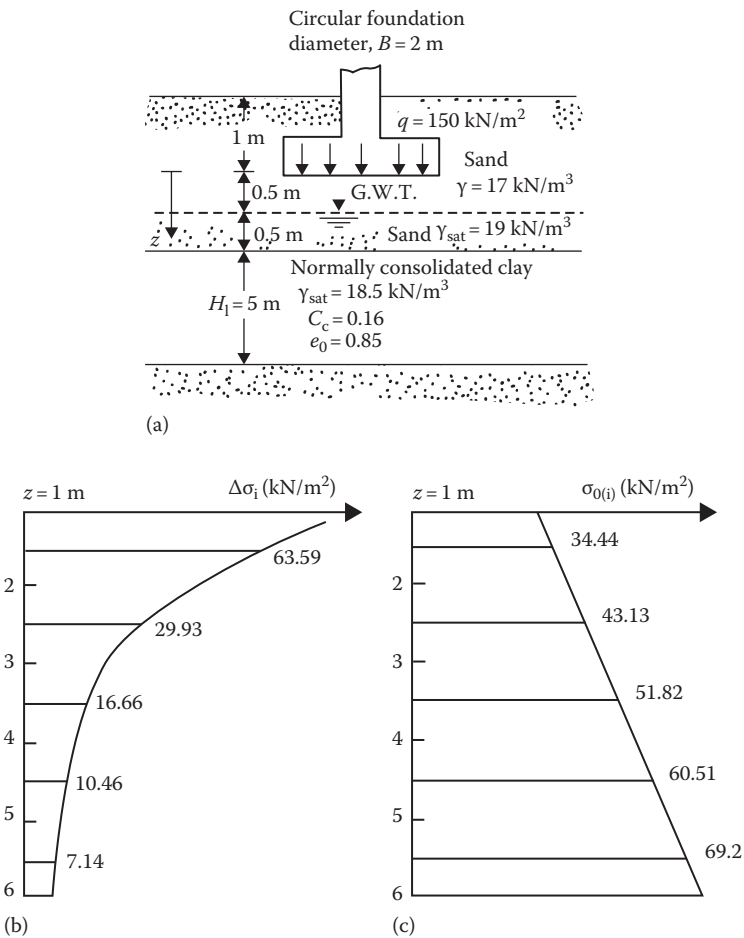 Circular foundation
diameter, B = 2 m
q = 150 kN/m²
1 m
Sand
γ = 17 kN/m³
0.5 m
G.W.T.
z
0.5 m
Sand γsat = 19 kN/m³
Normally consolidated clay
γsat = 18.5 kN/m³
H₁ = 5 m
Cc = 0.16
e₀ = 0.85
(a)
z = 1 m
Δσi (kN/m²)
63.59
2
29.93
3
16.66
4
10.46
5
7.14
6
(b)
z = 1 m
σ0(i) (kN/m²)
34.44
2
43.13
3
51.82
4
60.51
5
69.2
6
(c)